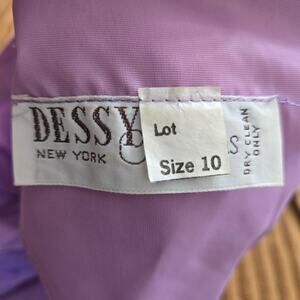 DESSY
NEW YORK
Lot
Size 10
DRY CLEAN
ONLY